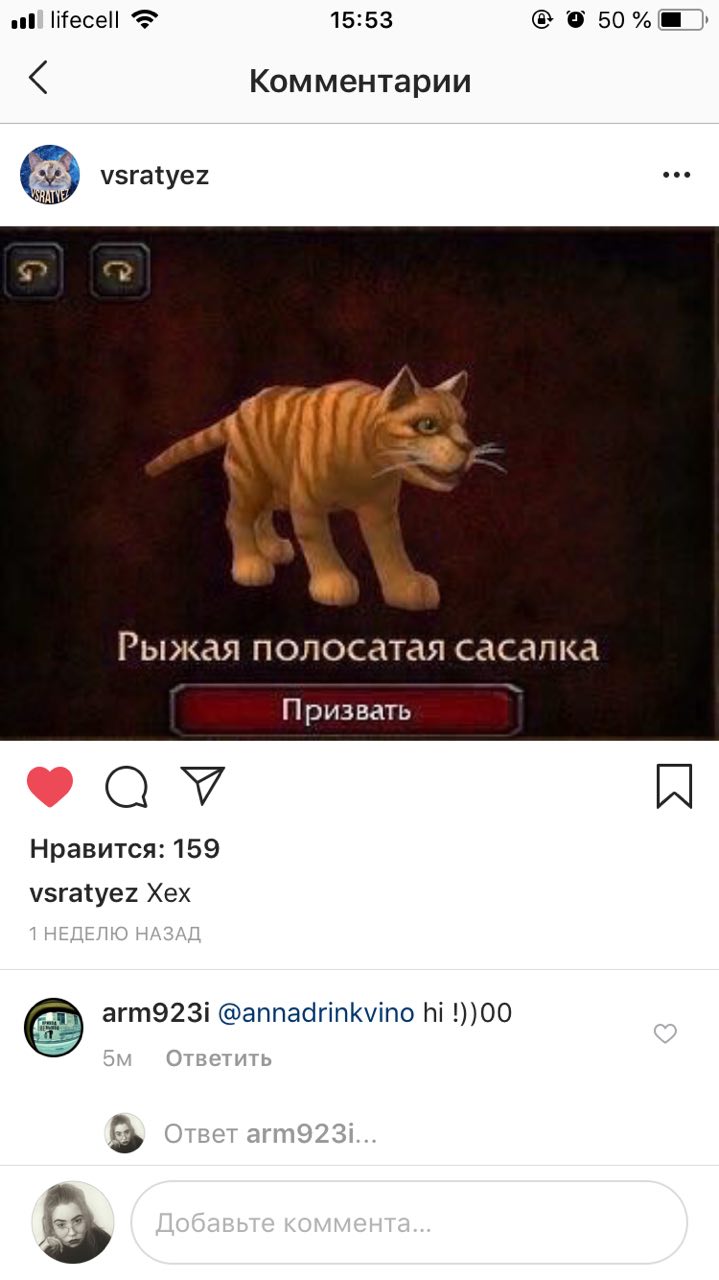 lifecell 15:53 50 %
Комментарии
vsratyez
Рыжая полосатая сасалка
Призвать
Нравится: 159
vsratyez Хех
1 НЕДЕЛЮ НАЗАД
arm923i @annadrinkvino hi !))00
5м Ответить
Ответ arm923i...
Добавьте коммента...